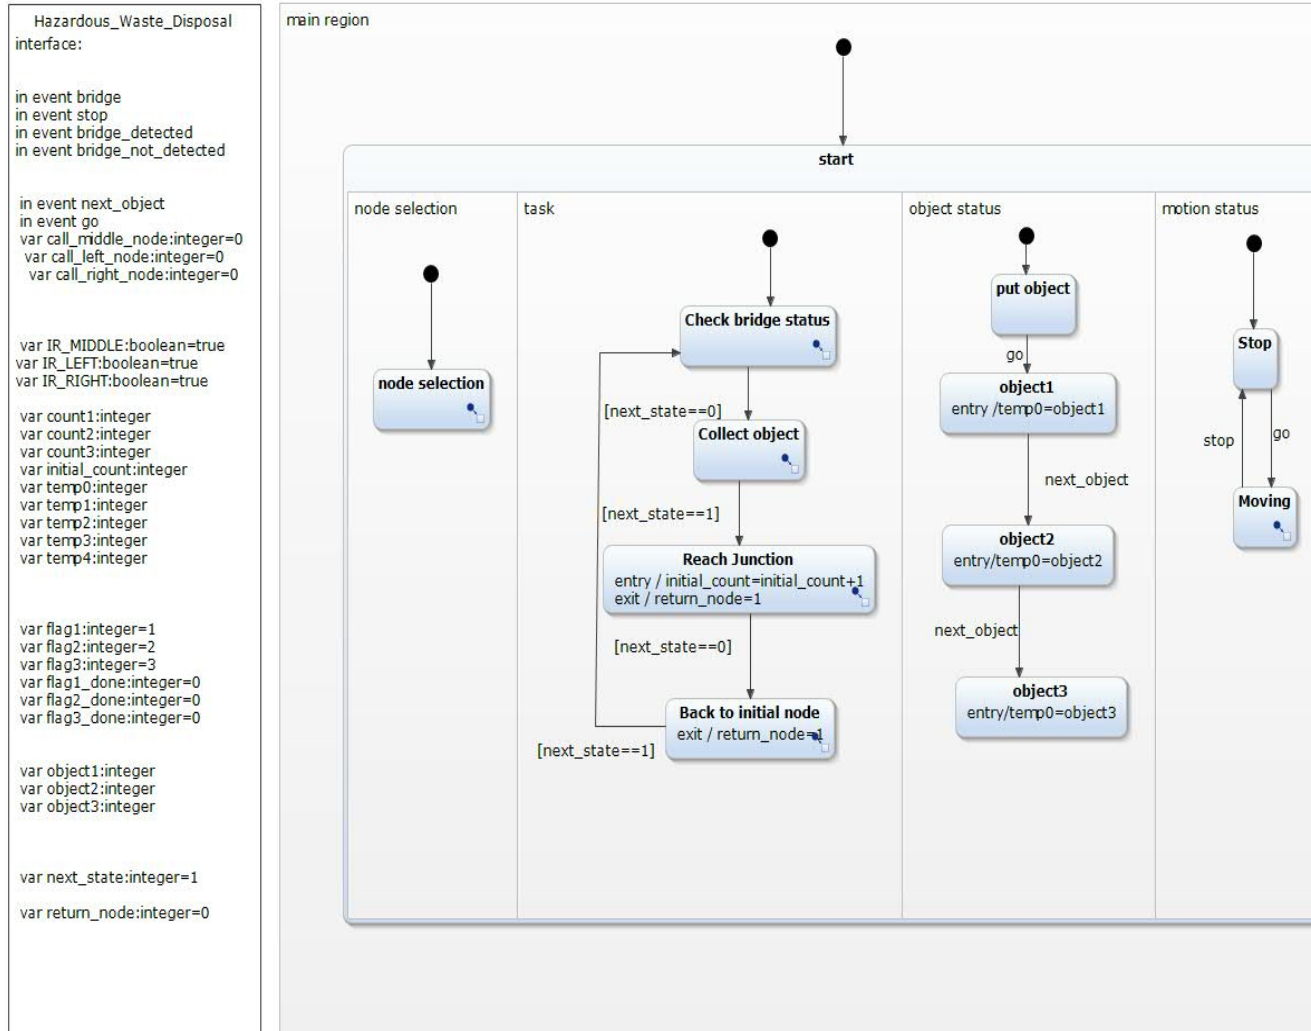 Hazardous_Waste_Disposal
interface:
in event bridge
in event stop
in event bridge_detected
in event bridge_not_detected
in event next_object
in event go
var call_middle_node:integer=0
var call_left_node:integer=0
var call_right_node:integer=0
var IR_MIDDLE:boolean=true
var IR_LEFT:boolean=true
var IR_RIGHT:boolean=true
var count1:integer
var count2:integer
var count3:integer
var initial_count:integer
var temp0:integer
var temp1:integer
var temp2:integer
var temp3:integer
var temp4:integer
var flag1:integer=1
var flag2:integer=2
var flag3:integer=3
var flag1_done:integer=0
var flag2_done:integer=0
var flag3_done:integer=0
var object1:integer
var object2:integer
var object3:integer
var next_state:integer=1
var return_node:integer=0
main region
start
node selection
node selection
task
Check bridge status
[next_state==0]
Collect object
[next_state==1]
Reach Junction
entry / initial_count=initial_count+1
exit / return_node=1
[next_state==0]
Back to initial node
exit / return_node=1
[next_state==1]
object status
put object
go
object1
entry /temp0=object1
next_object
object2
entry/temp0=object2
next_object
object3
entry/temp0=object3
motion status
Stop
stop
go
Moving